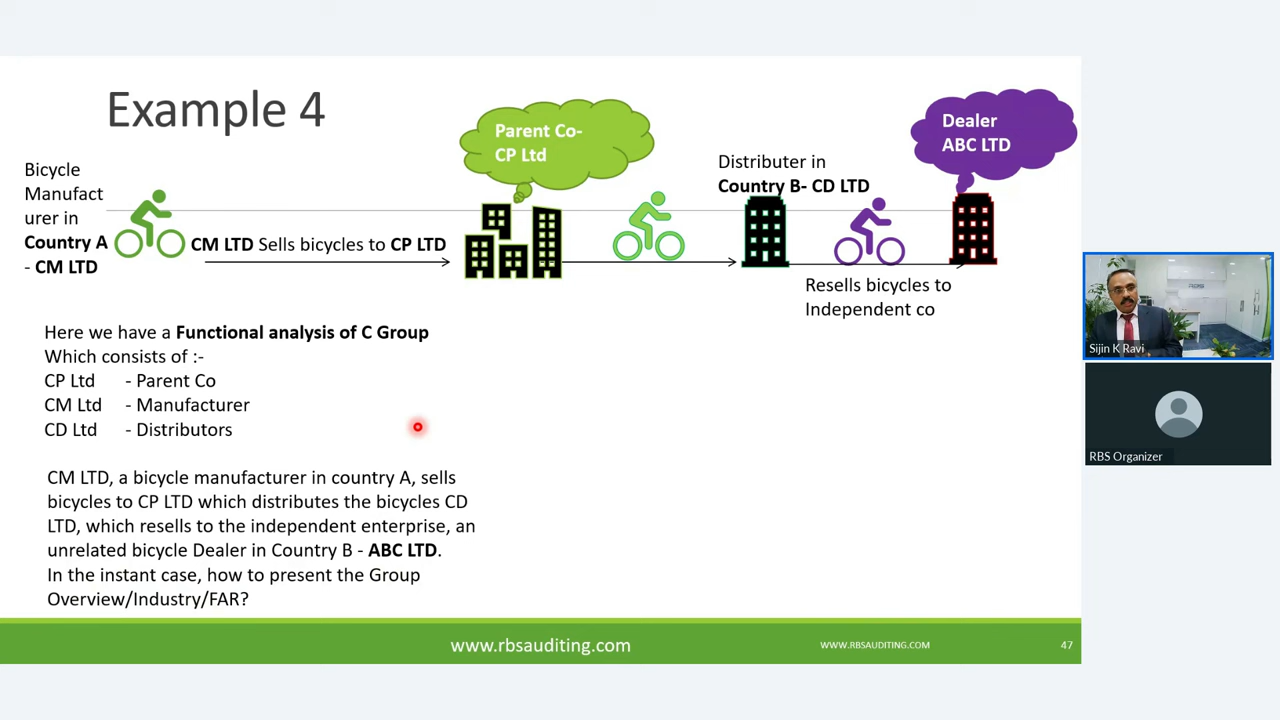 Example 4
Bicycle
Manufact
urer in
Country A
- CM LTD
CM LTD Sells bicycles to CP LTD
Parent Co-
CP Ltd
Distributer in
Country B- CD LTD
Dealer
ABC LTD
Resells bicycles to
Independent co
Here we have a Functional analysis of C Group
Which consists of :-
CP Ltd - Parent Co
CM Ltd - Manufacturer
CD Ltd - Distributors
CM LTD, a bicycle manufacturer in country A, sells
bicycles to CP LTD which distributes the bicycles CD
LTD, which resells to the independent enterprise, an
unrelated bicycle Dealer in Country B - ABC LTD.
In the instant case, how to present the Group
Overview/Industry/FAR?
www.rbsauditing.com
WWW.RBSAUDITING.COM
47
Sijin K Ravi
RBS Organizer